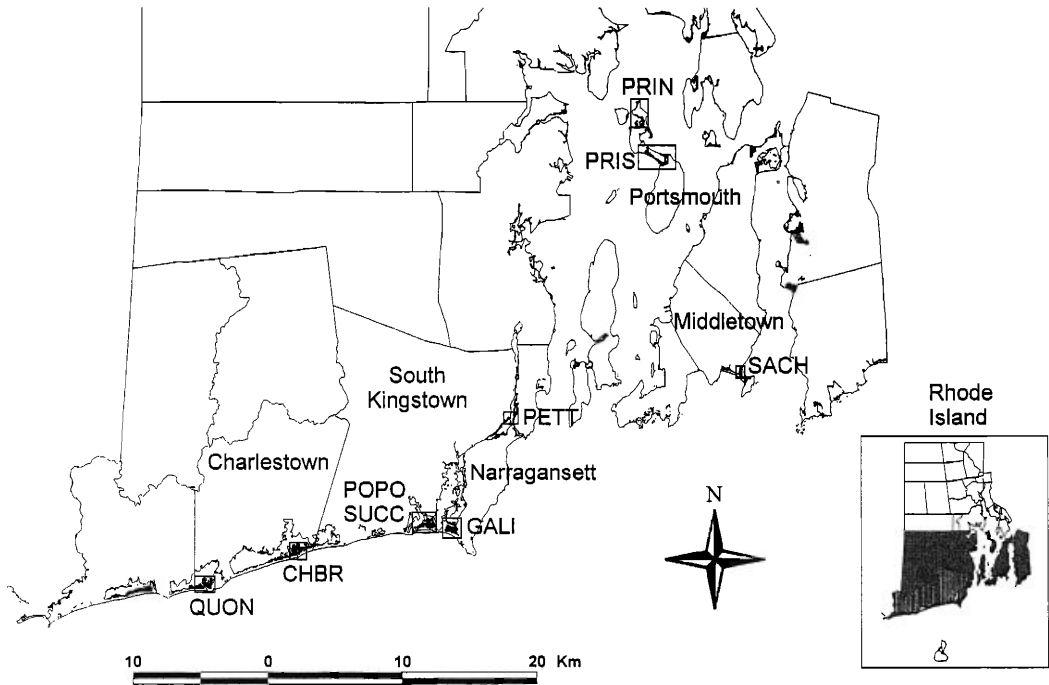 PRIN
PRIS
Portsmouth
Middletown
SACH
South
Kingstown
PETT
Rhode
Island
Charlestown
Narragansett
POPO
SUCC
GALI
N
CHBR
QUON
10 0 10 20 Km